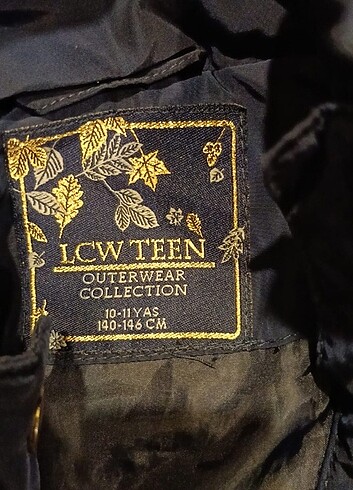 LCW TEEN
OUTERWEAR
COLLECTION
10-11 YAS
140-146 CM